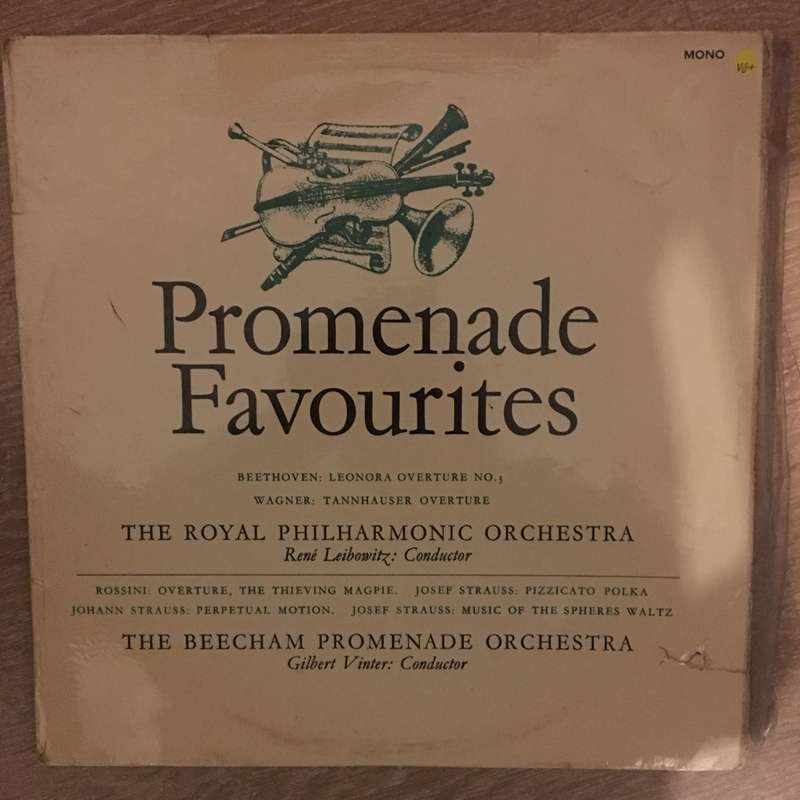 MONO
VG+
Promenade
Favourites
BEETHOVEN: LEONORA OVERTURE NO.3
WAGNER: TANNHAUSER OVERTURE
THE ROYAL PHILHARMONIC ORCHESTRA
René Leibowitz: Conductor
ROSSINI: OVERTURE, THE THIEVING MAGPIE. JOSEF STRAUSS: PIZZICATO POLKA
JOHANN STRAUSS: PERPETUAL MOTION. JOSEF STRAUSS: MUSIC OF THE SPHERES WALTZ
THE BEECHAM PROMENADE ORCHESTRA
Gilbert Vinter: Conductor